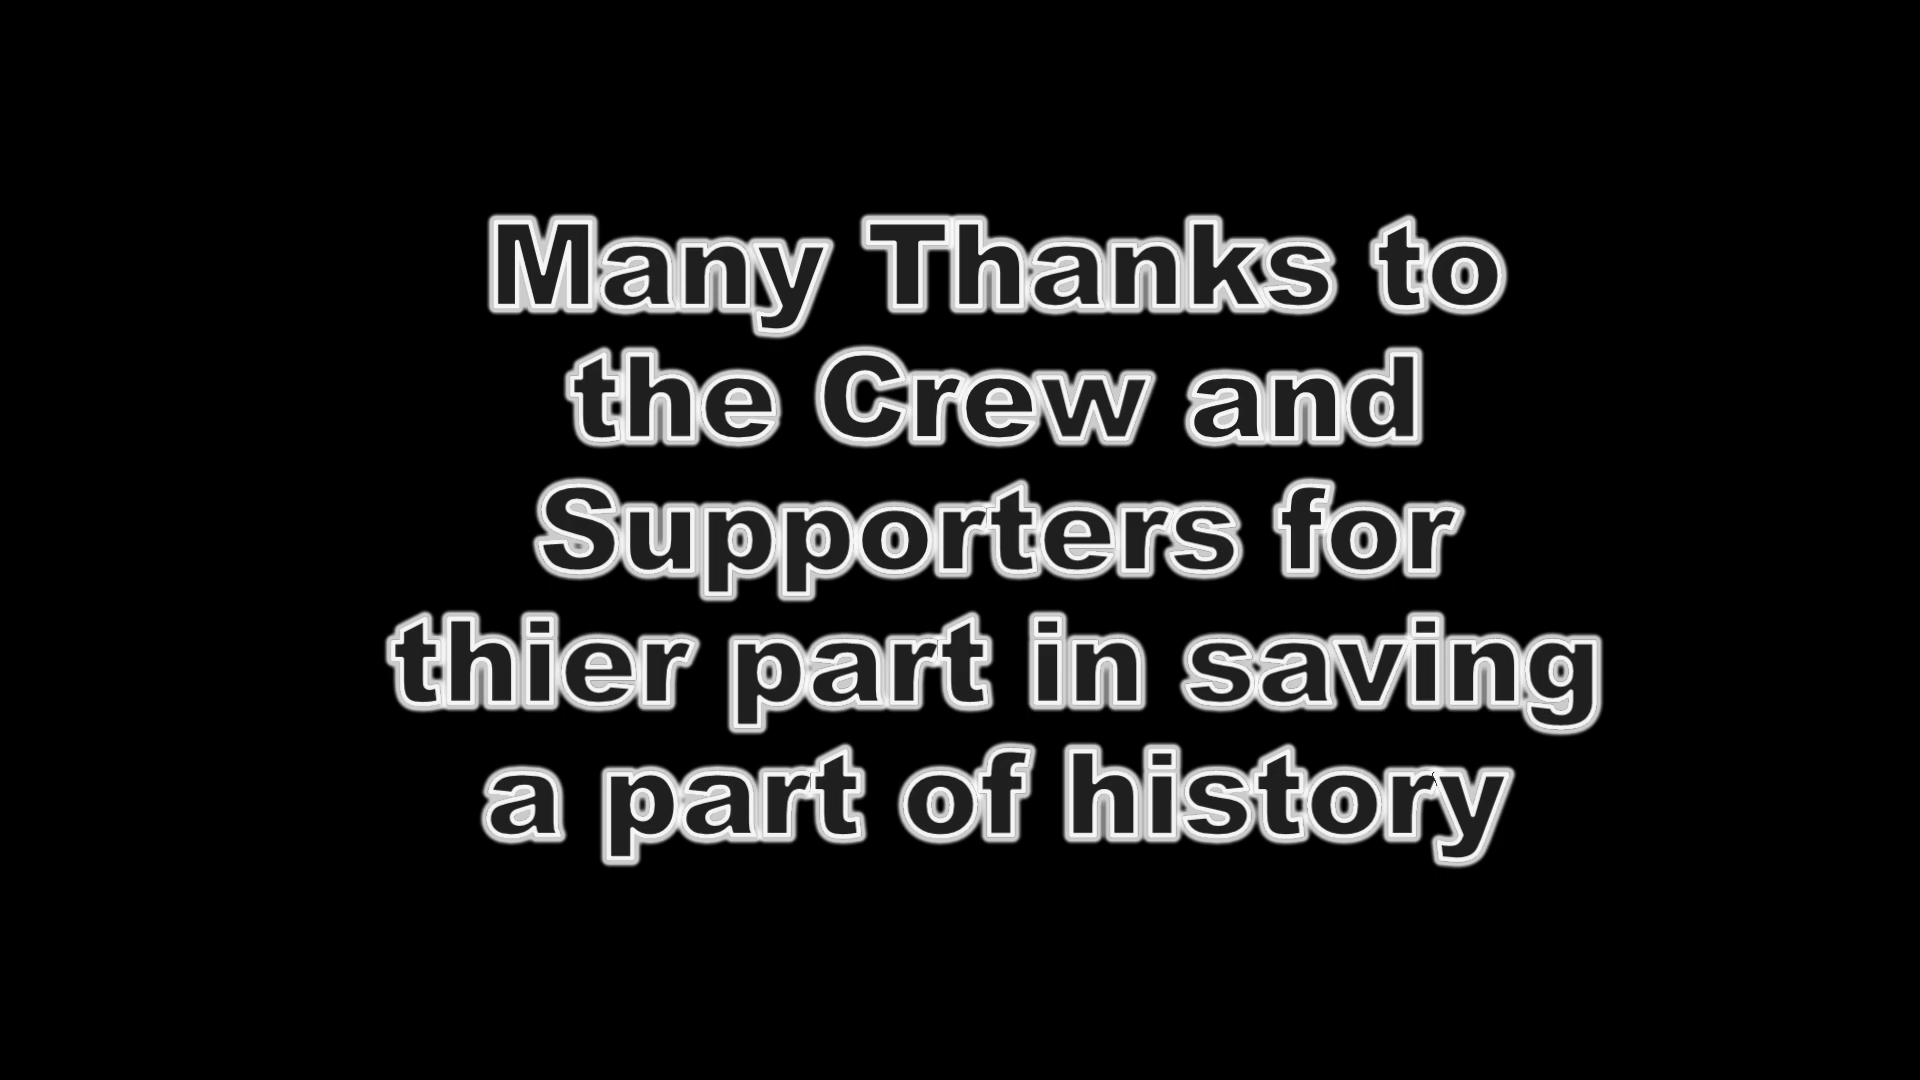 Many Thanks to
the Crew and
Supporters for
thier part in saving
a part of history